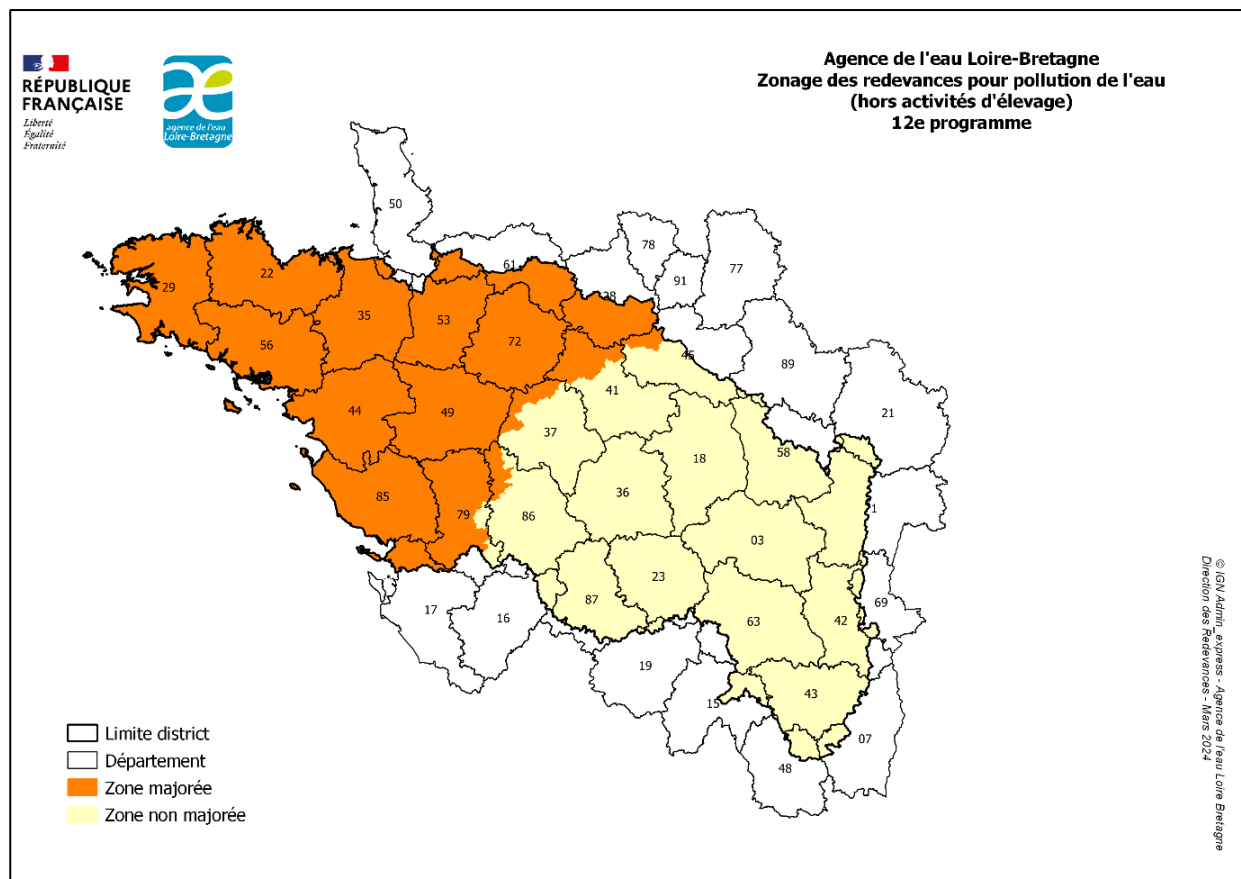 RÉPUBLIQUE
FRANÇAISE
Liberté
Égalité
Fraternité
agence de l'eau
Loire-Bretagne
Agence de l'eau Loire-Bretagne
Zonage des redevances pour pollution de l'eau
(hors activités d'élevage)
12e programme
50
78
61
77
91
22
29
28
35
53
72
56
45
89
41
44
49
21
37
58
18
85
36
79
86
1
03
23
87
69
17
16
63
42
19
43
15
07
48
Limite district
Département
Zone majorée
Zone non majorée
© IGN Admin_express - Agence de l'eau Loire Bretagne
Direction des Redevances - Mars 2024